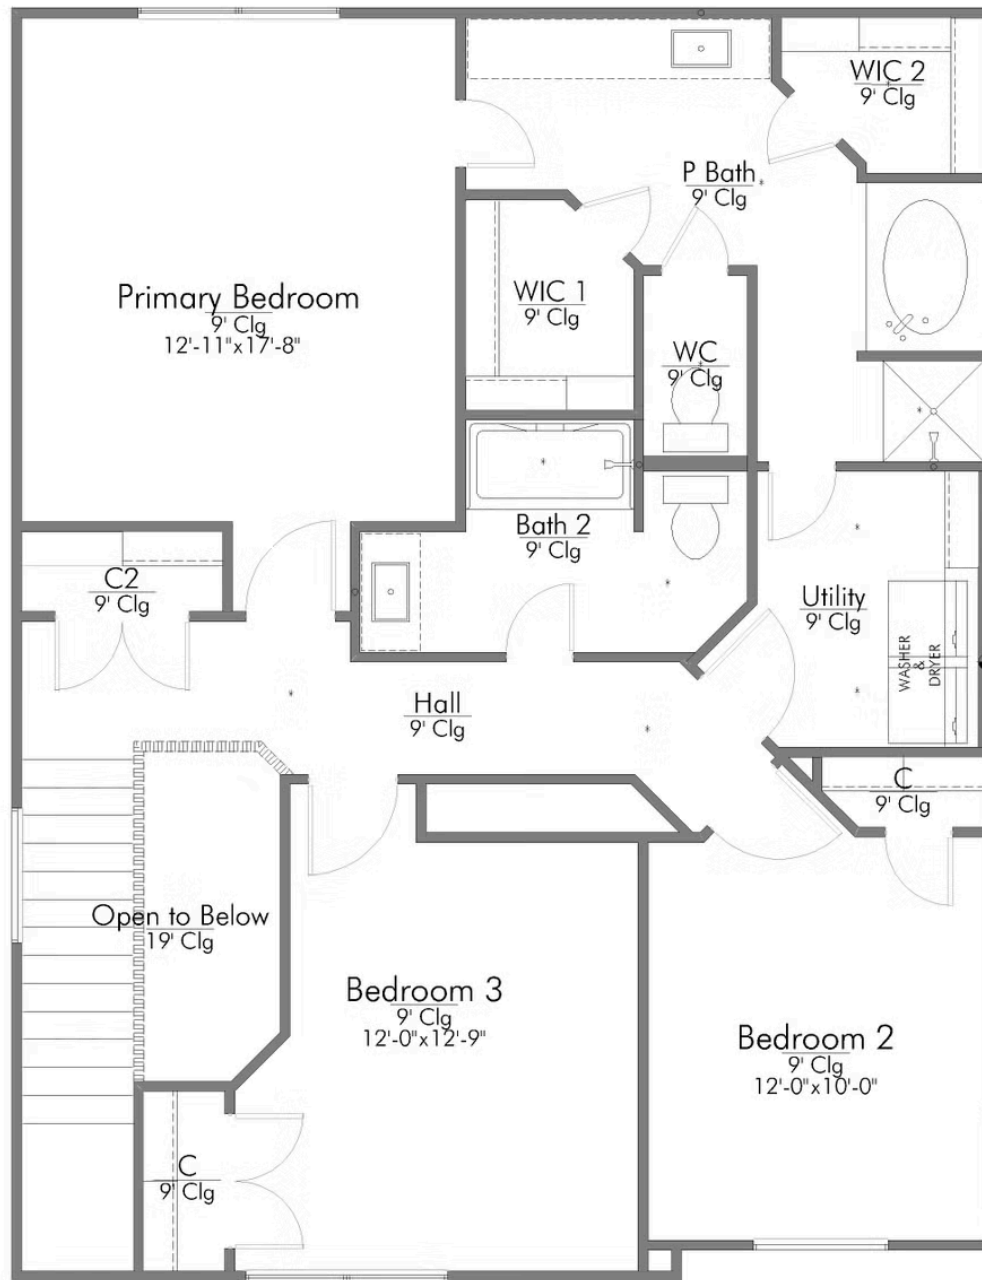 WIC 2
9' Clg
P Bath
9' Clg
Primary Bedroom
9' Clg
12'-11"x17'-8"
WIC 1
9' Clg
WC
9' Clg
Bath 2
9' Clg
C2
9' Clg
Utility
9' Clg
WASHER
&
DRYER
Hall
9' Clg
C
9' Clg
Open to Below
19' Clg
Bedroom 3
9' Clg
12'-0"x12'-9"
Bedroom 2
9' Clg
12'-0"x10'-0"
C
9' Clg